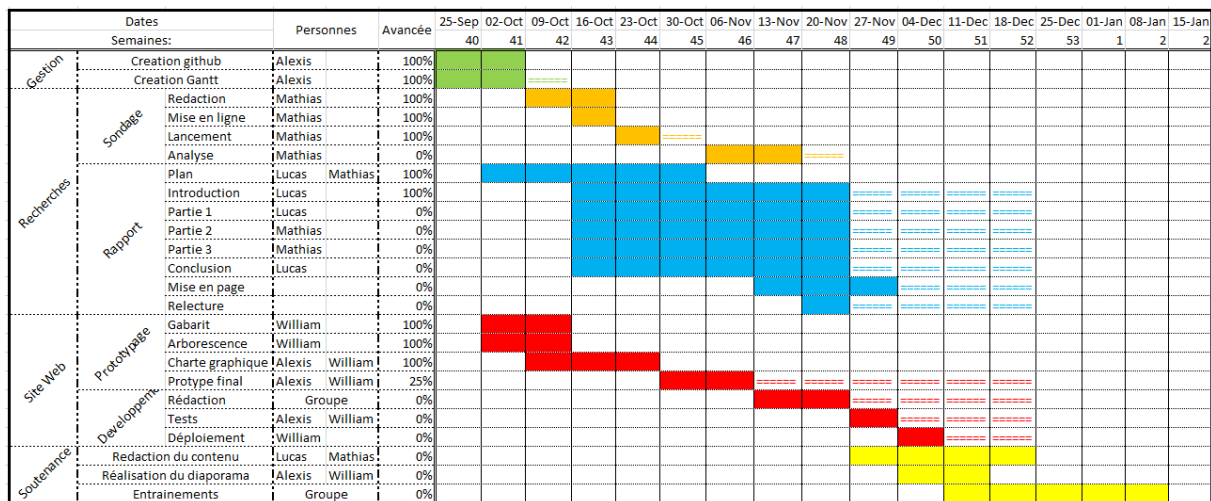 Dates Personnes Avancée 25-Sep 02-Oct 09-Oct 16-Oct 23-Oct 30-Oct 06-Nov 13-Nov 20-Nov 27-Nov 04-Dec 11-Dec 18-Dec 25-Dec 01-Jan 08-Jan 15-Jan
Semaines: 40 41 42 43 44 45 46 47 48 49 50 51 52 53 1 2 2
Gestion
Creation github Alexis 100%
Creation Gantt Alexis 100% ======
Recherches
Sondage
Redaction Mathias 100%
Mise en ligne Mathias 100%
Lancement Mathias 100% ======
Analyse Mathias 0% ======
Rapport
Plan Lucas Mathias 100%
Introduction Lucas 100% ====== ====== ====== ======
Partie 1 Lucas 0% ====== ====== ====== ======
Partie 2 Mathias 0% ====== ====== ====== ======
Partie 3 Mathias 0% ====== ====== ====== ======
Conclusion Lucas 0% ====== ====== ====== ======
Mise en page 0% ====== ====== ======
Relecture 0% ====== ====== ====== ======
Site Web
Prototypage
Gabarit William 100%
Arborescence William 100%
Charte graphique Alexis William 100%
Protype final Alexis William 25% ====== ====== ====== ====== ====== ======
Developpeme
Rédaction Groupe 0% ====== ====== ====== ======
Tests Alexis William 0% ====== ====== ======
Déploiement William 0% ====== ======
Soutenance
Redaction du contenu Lucas Mathias 0%
Réalisation du diaporama Alexis William 0%
Entrainements Groupe 0%